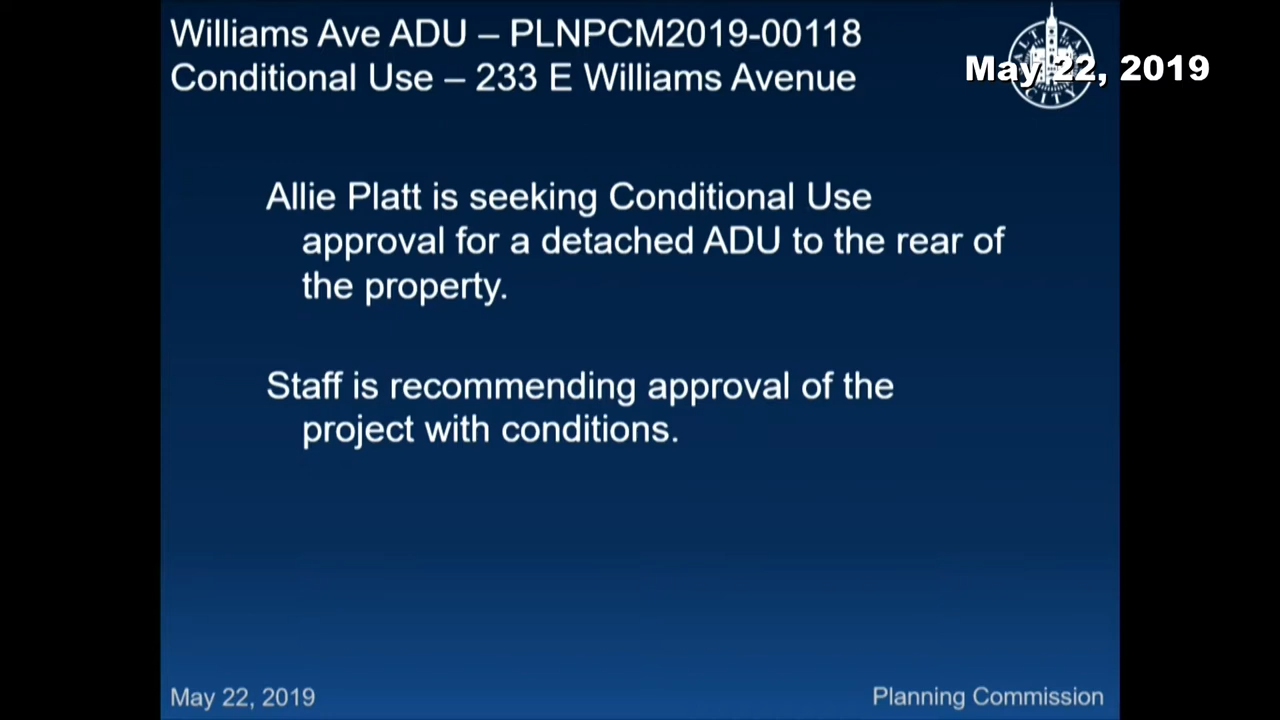 Williams Ave ADU – PLNPCM2019-00118
Conditional Use – 233 E Williams Avenue
May 22, 2019
CITY
Allie Platt is seeking Conditional Use
approval for a detached ADU to the rear of
the property.
Staff is recommending approval of the
project with conditions.
May 22, 2019
Planning Commission